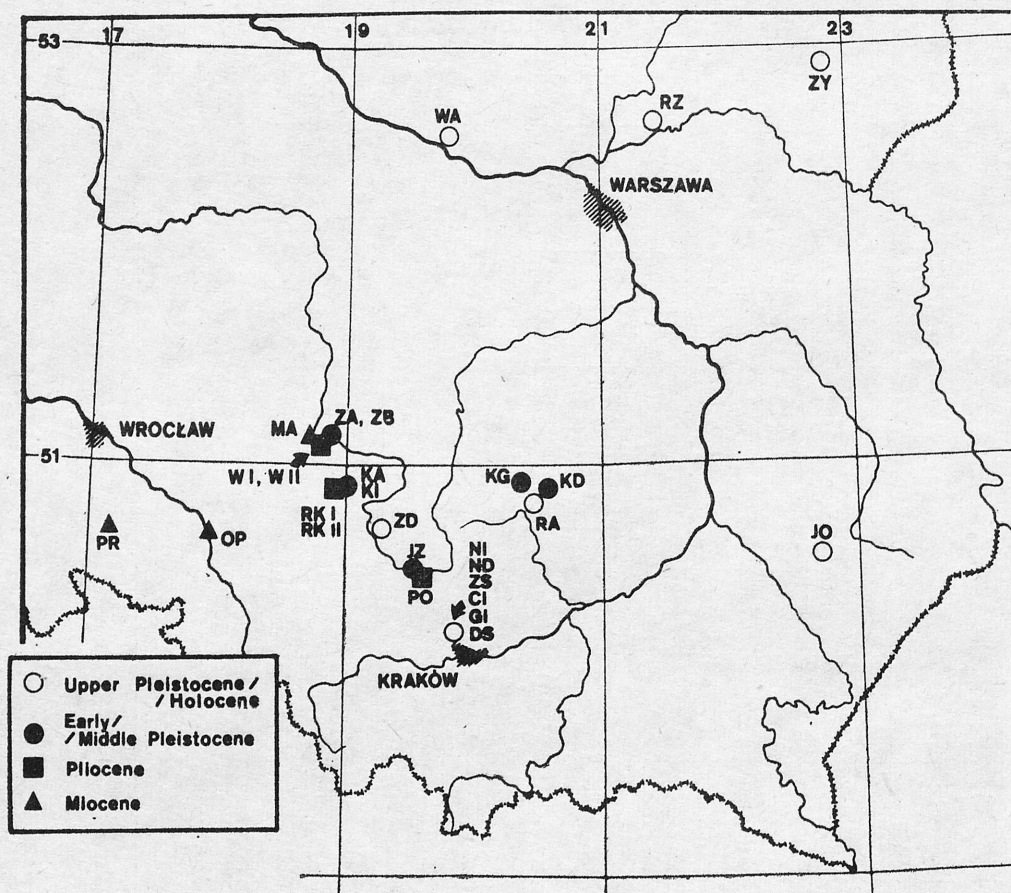 17 19 21 23
53
ZY
WA
RZ
WARSZAWA
WROCŁAW
MA
ZA, ZB
51
W I, W II
KA
KI
KG
KD
RK I
RK II
ZD
RA
PR
OP
JO
JZ
PO
NI
ND
ZS
CI
GI
DS
KRAKÓW
Upper Pleistocene/
/Holocene
Early/
/Middle Pleistocene
Pliocene
Miocene